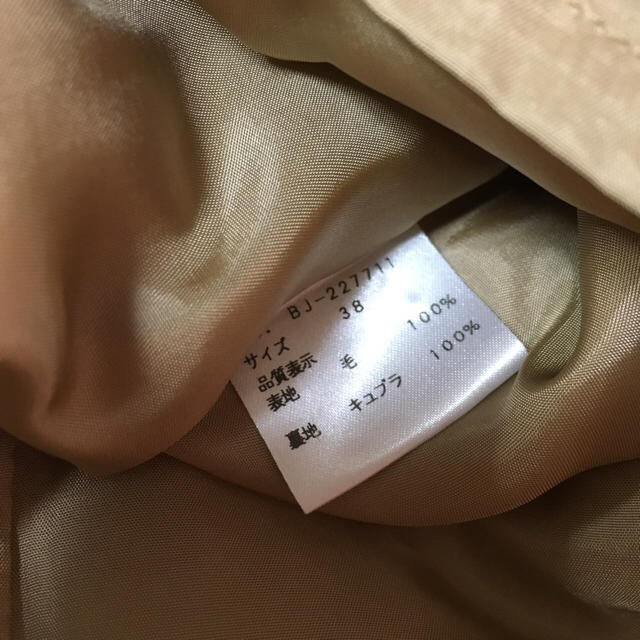 BJ-227711
サイズ 38
品質表示
表地 毛 100%
裏地 キュプラ 100%